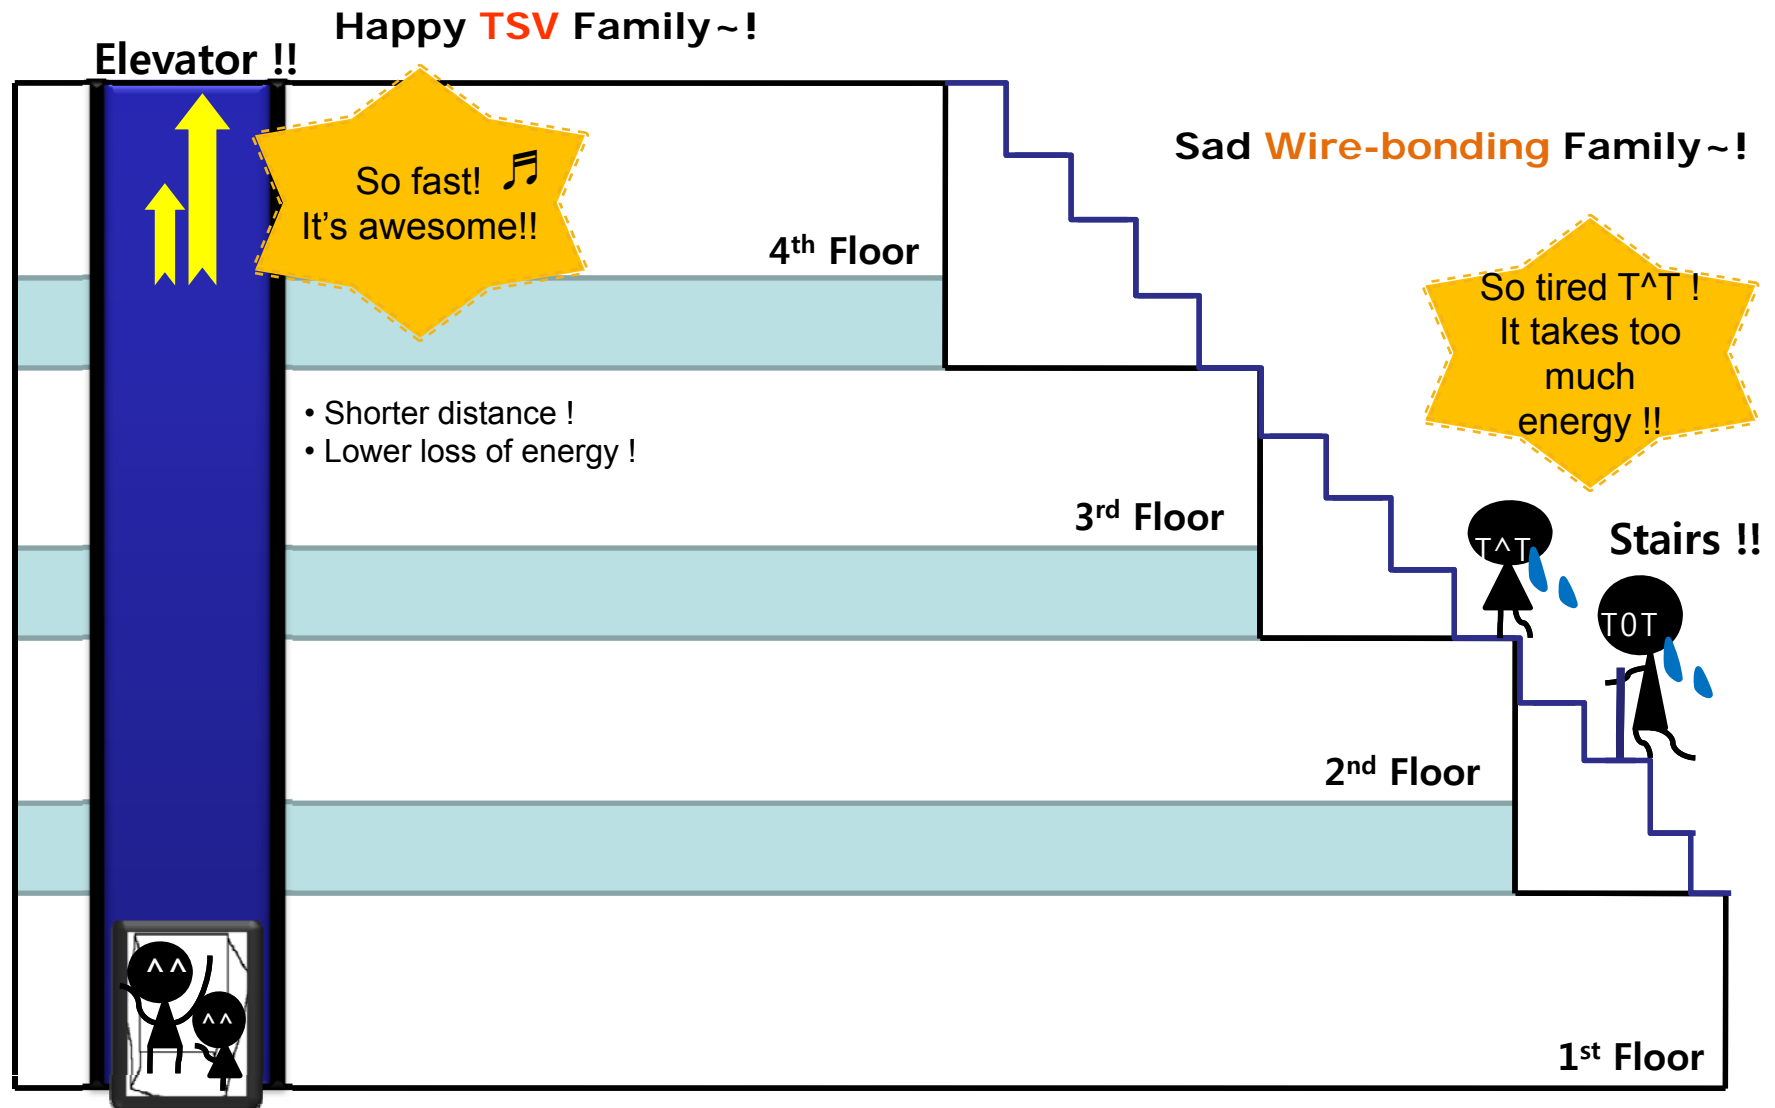 Happy TSV Family~!
Elevator !!
So fast! ♬
It's awesome!!
Sad Wire-bonding Family~!
4th Floor
So tired T^T !
It takes too
much
energy !!
• Shorter distance !
• Lower loss of energy !
3rd Floor
Stairs !!
T^T
T0T
2nd Floor
^ ^
^^
1st Floor